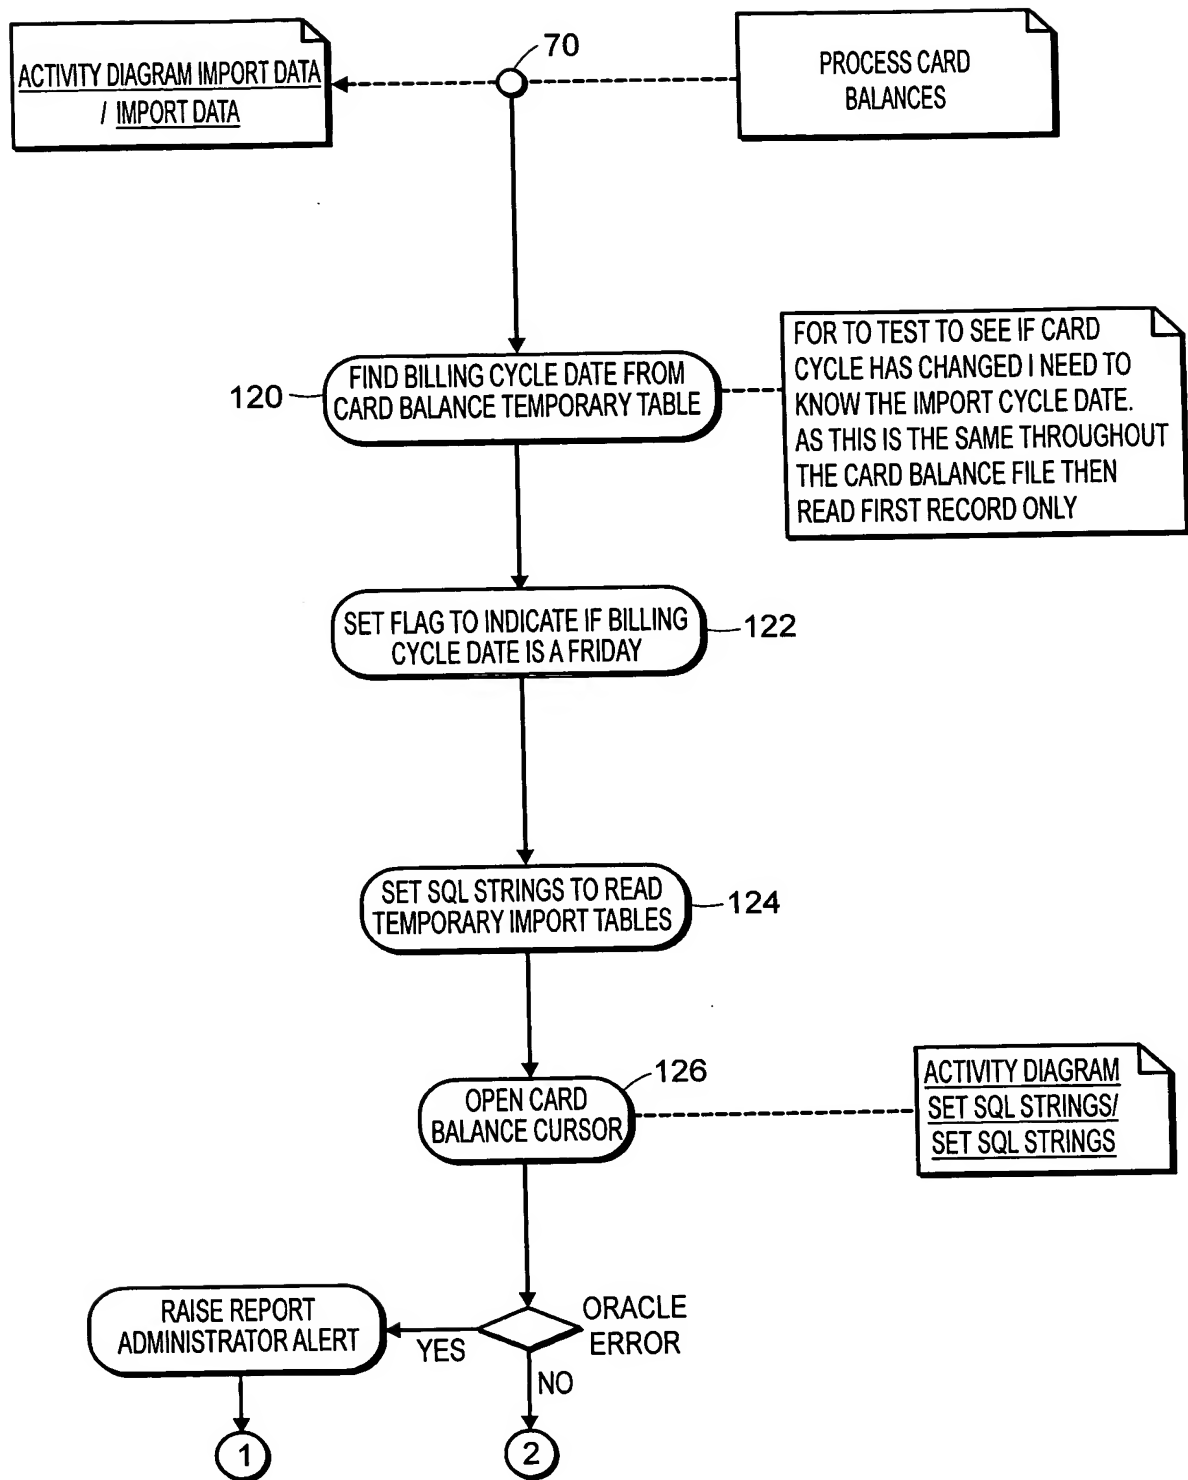 70
ACTIVITY DIAGRAM IMPORT DATA
/ IMPORT DATA
PROCESS CARD
BALANCES
120
FIND BILLING CYCLE DATE FROM
CARD BALANCE TEMPORARY TABLE
FOR TO TEST TO SEE IF CARD
CYCLE HAS CHANGED I NEED TO
KNOW THE IMPORT CYCLE DATE.
AS THIS IS THE SAME THROUGHOUT
THE CARD BALANCE FILE THEN
READ FIRST RECORD ONLY
SET FLAG TO INDICATE IF BILLING
CYCLE DATE IS A FRIDAY
122
SET SQL STRINGS TO READ
TEMPORARY IMPORT TABLES
124
126
OPEN CARD
BALANCE CURSOR
ACTIVITY DIAGRAM
SET SQL STRINGS/
SET SQL STRINGS
RAISE REPORT
ADMINISTRATOR ALERT
YES
ORACLE
ERROR
NO
1
2